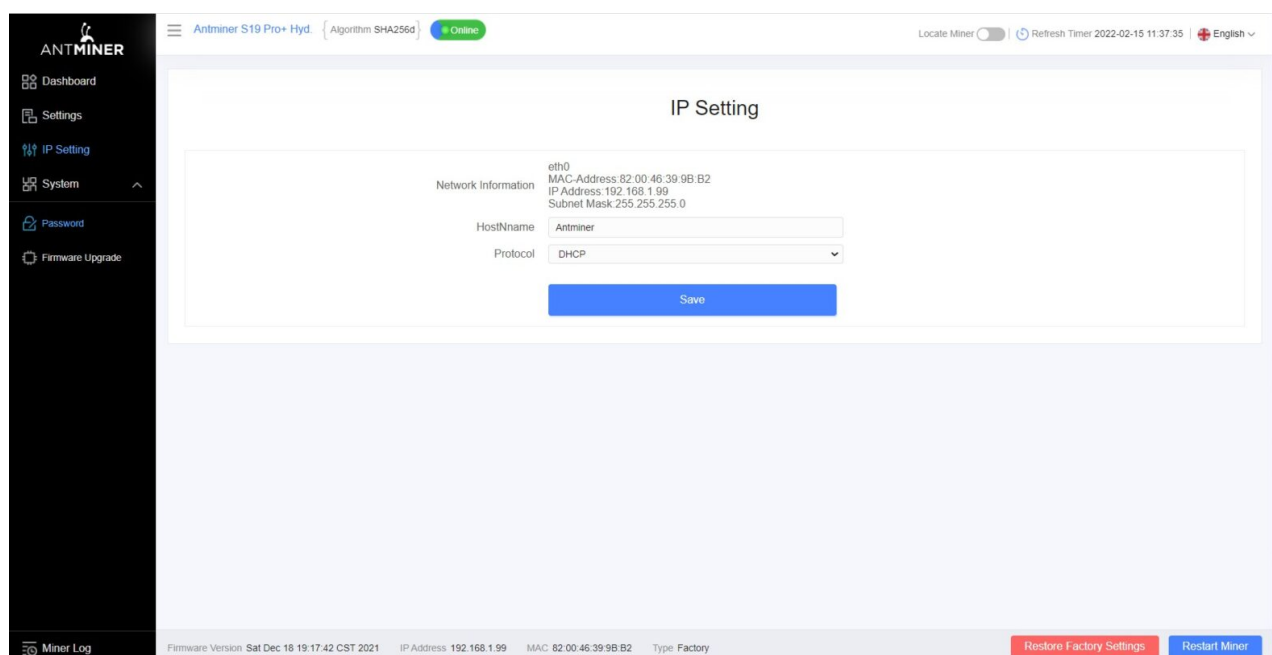 ANTMINER
Antminer S19 Pro+ Hyd. { Algorithm SHA256d } Online
Locate Miner Refresh Timer 2022-02-15 11:37:35 English
Dashboard
Settings
IP Setting
System
Password
Firmware Upgrade
Miner Log
IP Setting
Network Information
eth0
MAC-Address:82:00:46:39:9B:B2
IP Address:192.168.1.99
Subnet Mask:255.255.255.0
HostNname Antminer
Protocol DHCP
Save
Firmware Version Sat Dec 18 19:17:42 CST 2021 IP Address 192.168.1.99 MAC 82:00:46:39:9B:B2 Type Factory
Restore Factory Settings Restart Miner